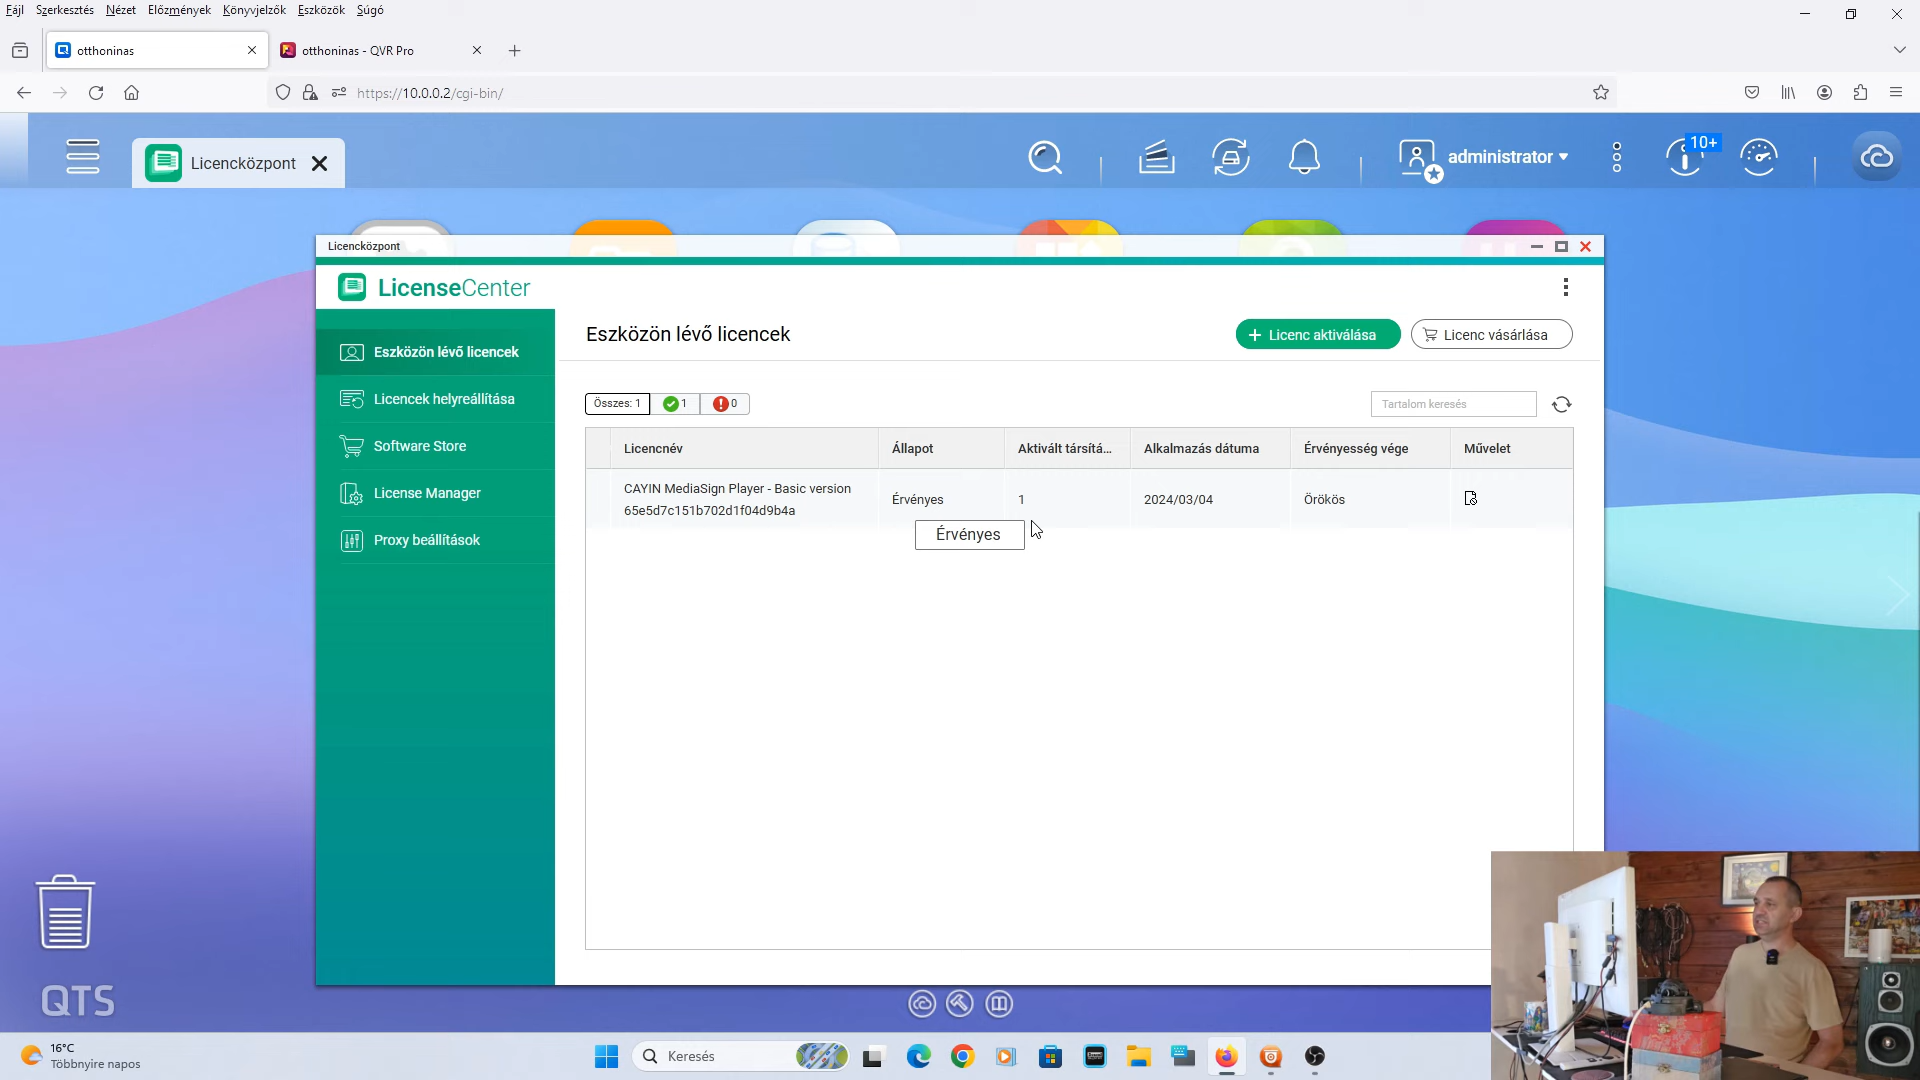 Fájl Szerkesztés Nézet Előzmények Könyvjelzők Eszközök Súgó
otthoninas
otthoninas - QVR Pro
https://10.0.0.2/cgi-bin/
Licencközpont
administrator
10+
Licencközpont
LicenseCenter
Eszközön lévő licencek
Licencek helyreállítása
Software Store
License Manager
Proxy beállítások
Eszközön lévő licencek
Licenc aktiválása
Licenc vásárlása
Összes: 1
1
0
Tartalom keresés
Licencnév Állapot Aktivált társítá... Alkalmazás dátuma Érvényesség vége Művelet
CAYIN MediaSign Player - Basic version
65e5d7c151b702d1f04d9b4a
Érvényes 1 2024/03/04 Örökös
Érvényes
QTS
16°C
Többnyire napos
Keresés